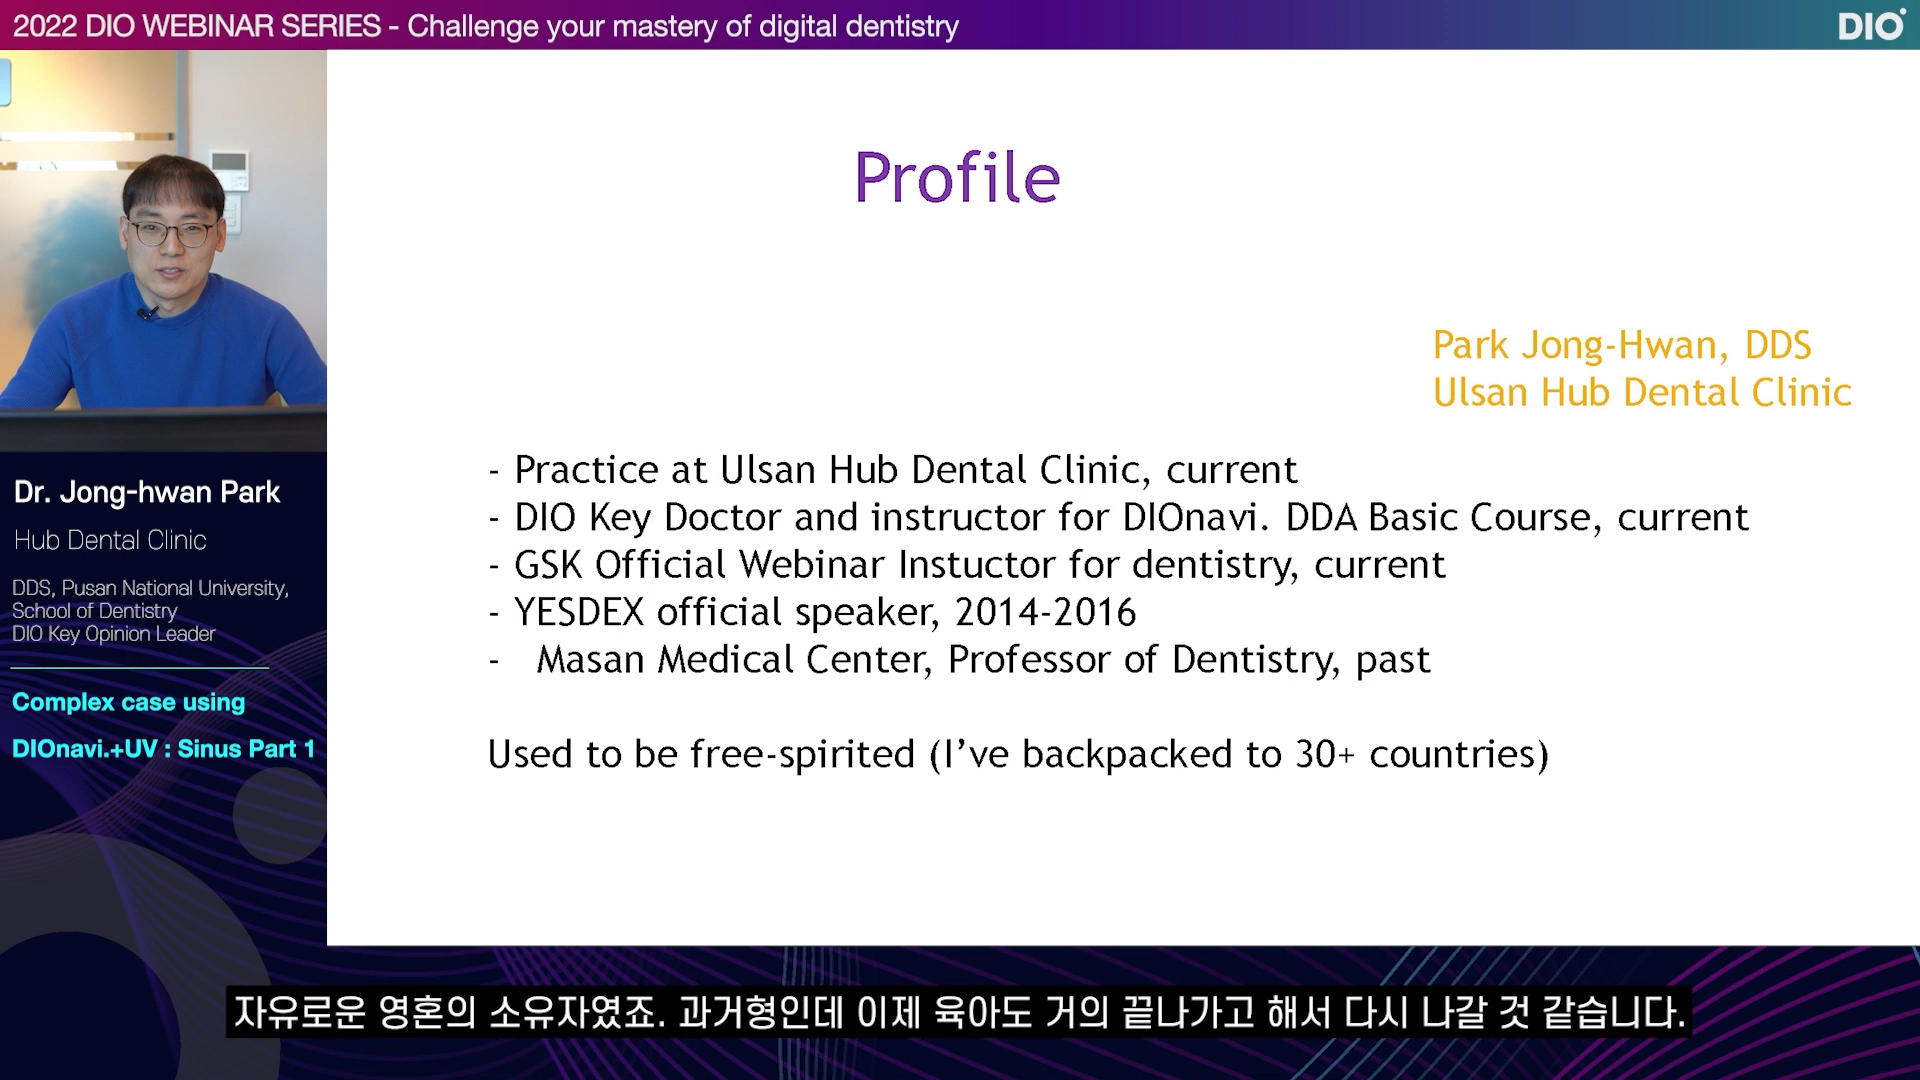 2022 DIO WEBINAR SERIES - Challenge your mastery of digital dentistry
DIO
Profile
Park Jong-Hwan, DDS
Ulsan Hub Dental Clinic
- Practice at Ulsan Hub Dental Clinic, current
- DIO Key Doctor and instructor for DIOnavi. DDA Basic Course, current
- GSK Official Webinar Instuctor for dentistry, current
- YESDEX official speaker, 2014-2016
- Masan Medical Center, Professor of Dentistry, past
Used to be free-spirited (I’ve backpacked to 30+ countries)
Dr. Jong-hwan Park
Hub Dental Clinic
DDS, Pusan National University,
School of Dentistry
DIO Key Opinion Leader
Complex case using
DIOnavi.+UV : Sinus Part 1
자유로운 영혼의 소유자였죠. 과거형인데 이제 육아도 거의 끝나가고 해서 다시 나갈 것 같습니다.